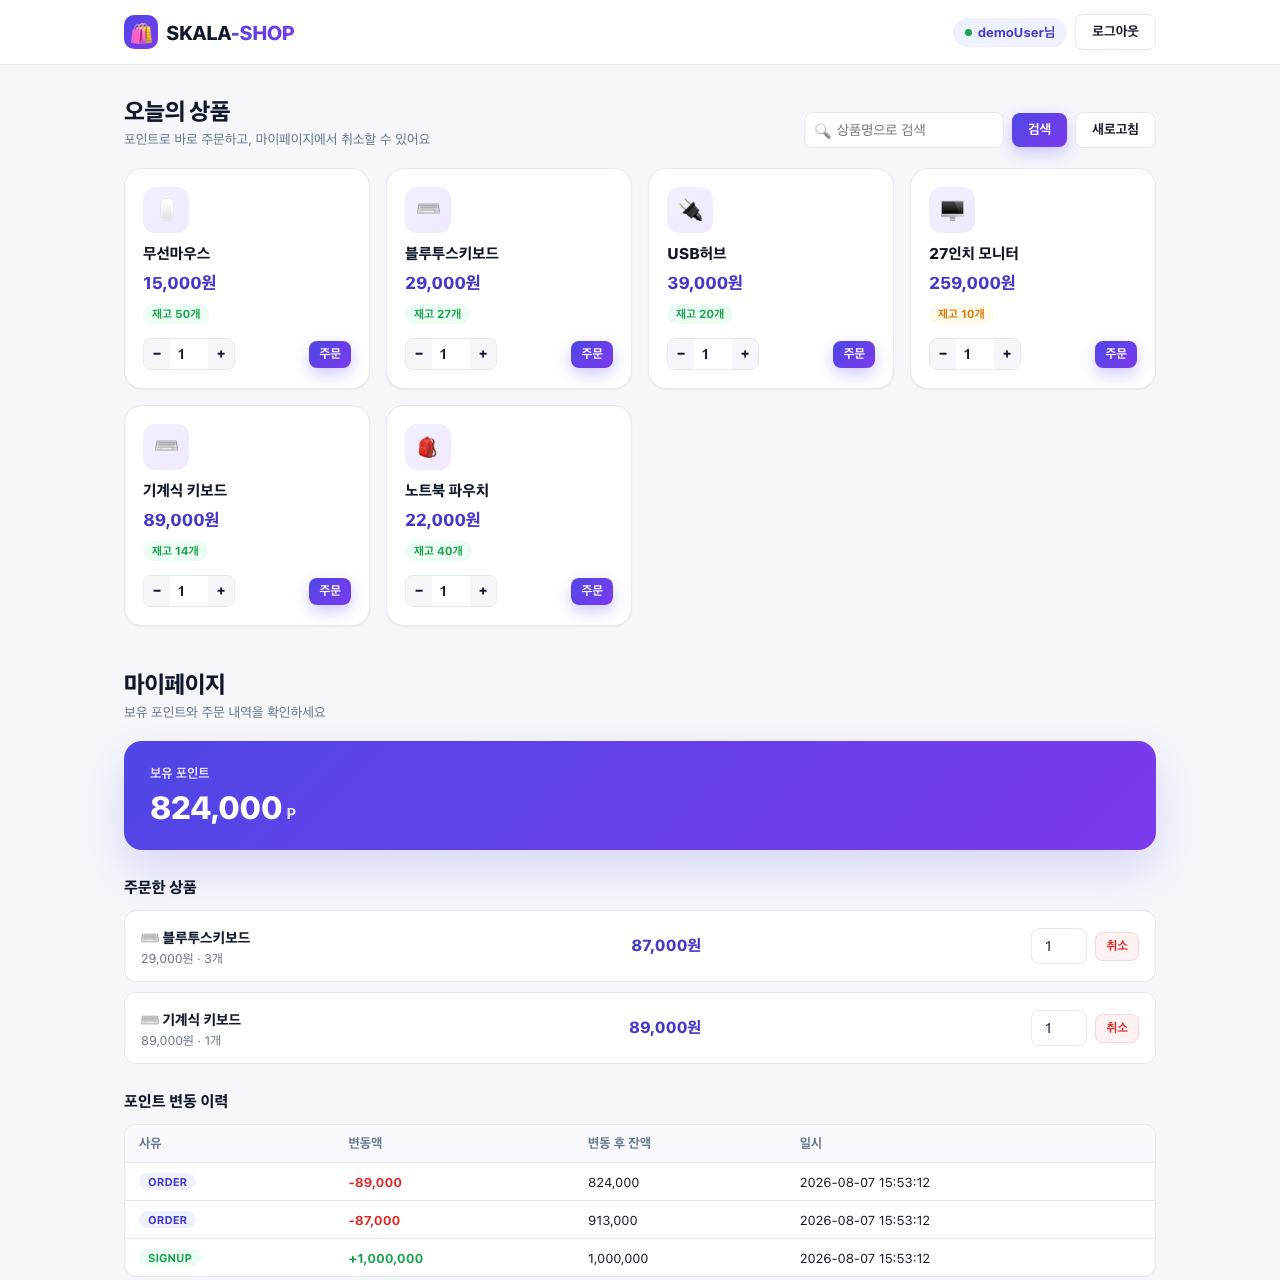 SKALA-SHOP
demoUser님
로그아웃
오늘의 상품
포인트로 바로 주문하고, 마이페이지에서 취소할 수 있어요
상품명으로 검색
검색
새로고침
무선마우스
15,000원
재고 50개
− 1 +
주문
블루투스키보드
29,000원
재고 27개
− 1 +
주문
USB허브
39,000원
재고 20개
− 1 +
주문
27인치 모니터
259,000원
재고 10개
− 1 +
주문
기계식 키보드
89,000원
재고 14개
− 1 +
주문
노트북 파우치
22,000원
재고 40개
− 1 +
주문
마이페이지
보유 포인트와 주문 내역을 확인하세요
보유 포인트
824,000 P
주문한 상품
블루투스키보드
29,000원 · 3개
87,000원
1
취소
기계식 키보드
89,000원 · 1개
89,000원
1
취소
포인트 변동 이력
사유 변동액 변동 후 잔액 일시
ORDER -89,000 824,000 2026-08-07 15:53:12
ORDER -87,000 913,000 2026-08-07 15:53:12
SIGNUP +1,000,000 1,000,000 2026-08-07 15:53:12